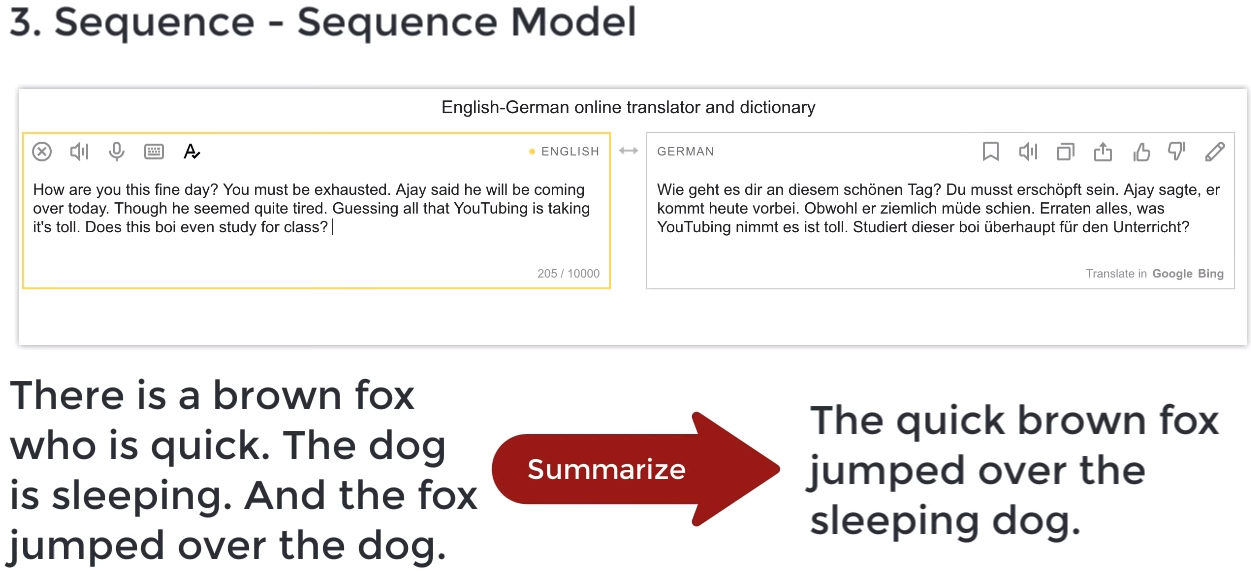 3. Sequence - Sequence Model
English-German online translator and dictionary
ENGLISH
How are you this fine day? You must be exhausted. Ajay said he will be coming
over today. Though he seemed quite tired. Guessing all that YouTubing is taking
it's toll. Does this boi even study for class?
205 / 10000
GERMAN
Wie geht es dir an diesem schönen Tag? Du musst erschöpft sein. Ajay sagte, er
kommt heute vorbei. Obwohl er ziemlich müde schien. Erraten alles, was
YouTubing nimmt es ist toll. Studiert dieser boi überhaupt für den Unterricht?
Translate in Google Bing
There is a brown fox
who is quick. The dog
is sleeping. And the fox
jumped over the dog.
Summarize
The quick brown fox
jumped over the
sleeping dog.